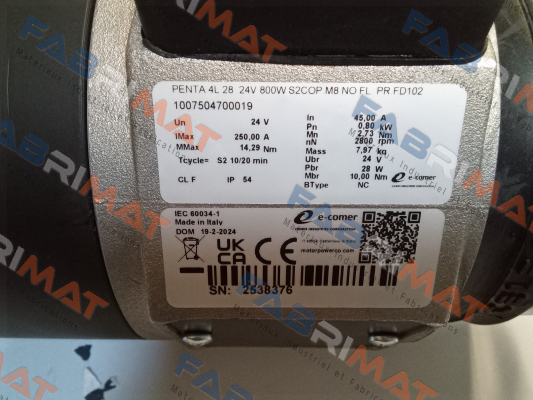 PENTA 4L 28 24V 800W S2COP M8 NO FL PR FD102
1007504700019
Un 24 V
IMax 250,00 A
MMax 14,29 Nm
Tcycle= S2 10/20 min
CL F IP 54
In 45,00 A
Pn 0,80 kW
Mn 2,73 Nm
nN 2800 rpm
Mass 7,97 kg
Ubr 24 V
Pbr 28 W
Mbr 10,00 Nm
BType NC
e-comer
IEC 60034-1
Made in Italy
DOM 19-2-2024
UK
CA
CE
e-comer
motorpowerco.com
SN: 2538376
FABRIMAT
Matériaux Industriel et Fabrications